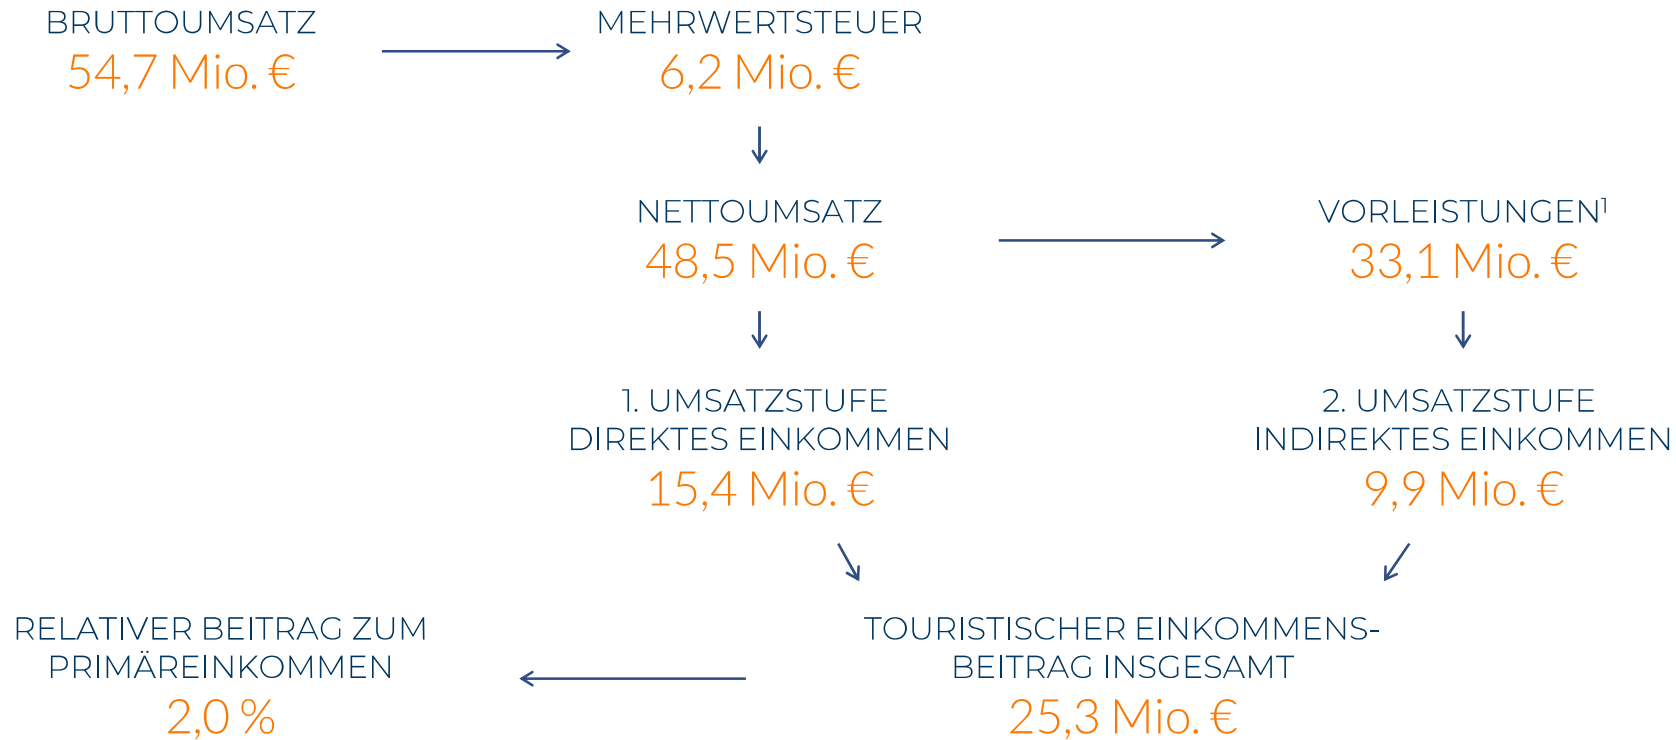 BRUTTOUMSATZ
54,7 Mio. €
MEHRWERTSTEUER
6,2 Mio. €
NETTOUMSATZ
48,5 Mio. €
VORLEISTUNGEN¹
33,1 Mio. €
1. UMSATZSTUFE
DIREKTES EINKOMMEN
15,4 Mio. €
2. UMSATZSTUFE
INDIREKTES EINKOMMEN
9,9 Mio. €
RELATIVER BEITRAG ZUM
PRIMÄREINKOMMEN
2,0 %
TOURISTISCHER EINKOMMENS-
BEITRAG INSGESAMT
25,3 Mio. €